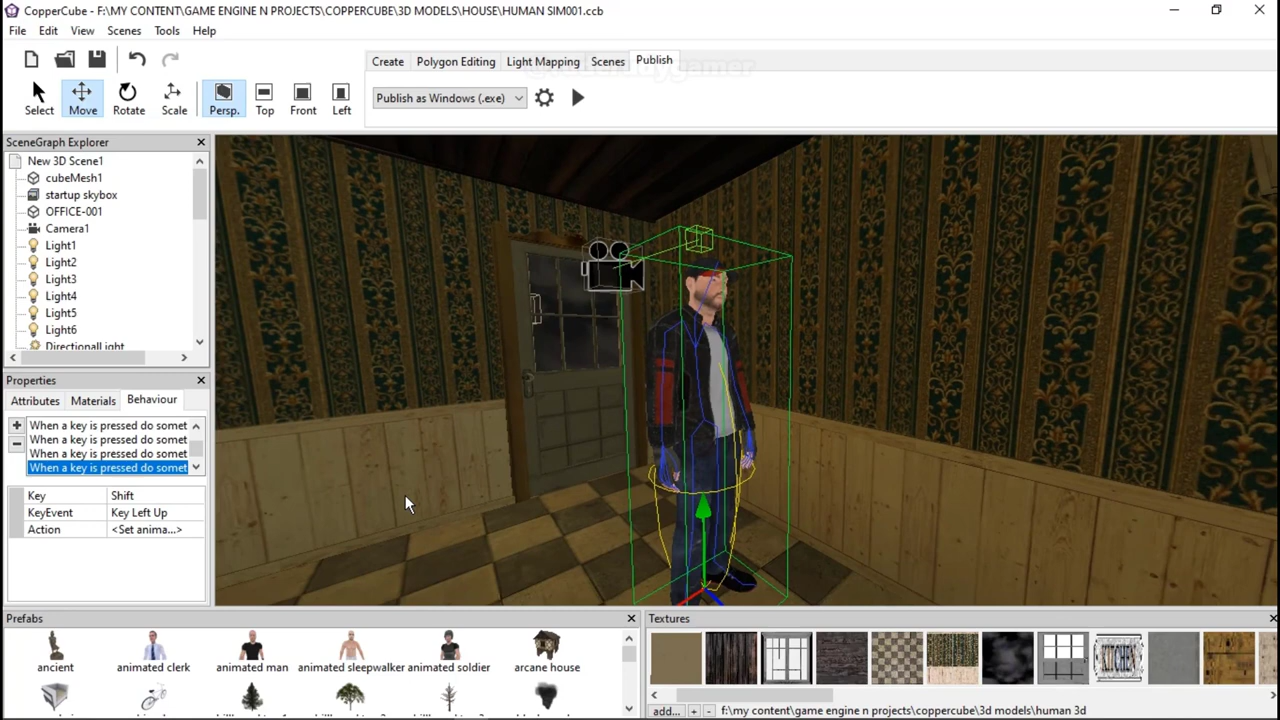 CopperCube - F:\MY CONTENT\GAME ENGINE N PROJECTS\COPPERCUBE\3D MODELS\HOUSE\HUMAN SIM001.ccb
File Edit View Scenes Tools Help
Create Polygon Editing Light Mapping Scenes Publish
Select Move Rotate Scale Persp. Top Front Left
Publish as Windows (.exe)
SceneGraph Explorer
New 3D Scene1
cubeMesh1
startup skybox
OFFICE-001
Camera1
Light1
Light2
Light3
Light4
Light5
Light6
DirectionalLight
Properties
Attributes Materials Behaviour
When a key is pressed do somet
When a key is pressed do somet
When a key is pressed do somet
When a key is pressed do somet
Key Shift
KeyEvent Key Left Up
Action <Set anima...>
Prefabs
ancient animated clerk animated man animated sleepwalker animated soldier arcane house
Textures
KITCHEN
add... + - f:\my content\game engine n projects\coppercube\3d models\human 3d